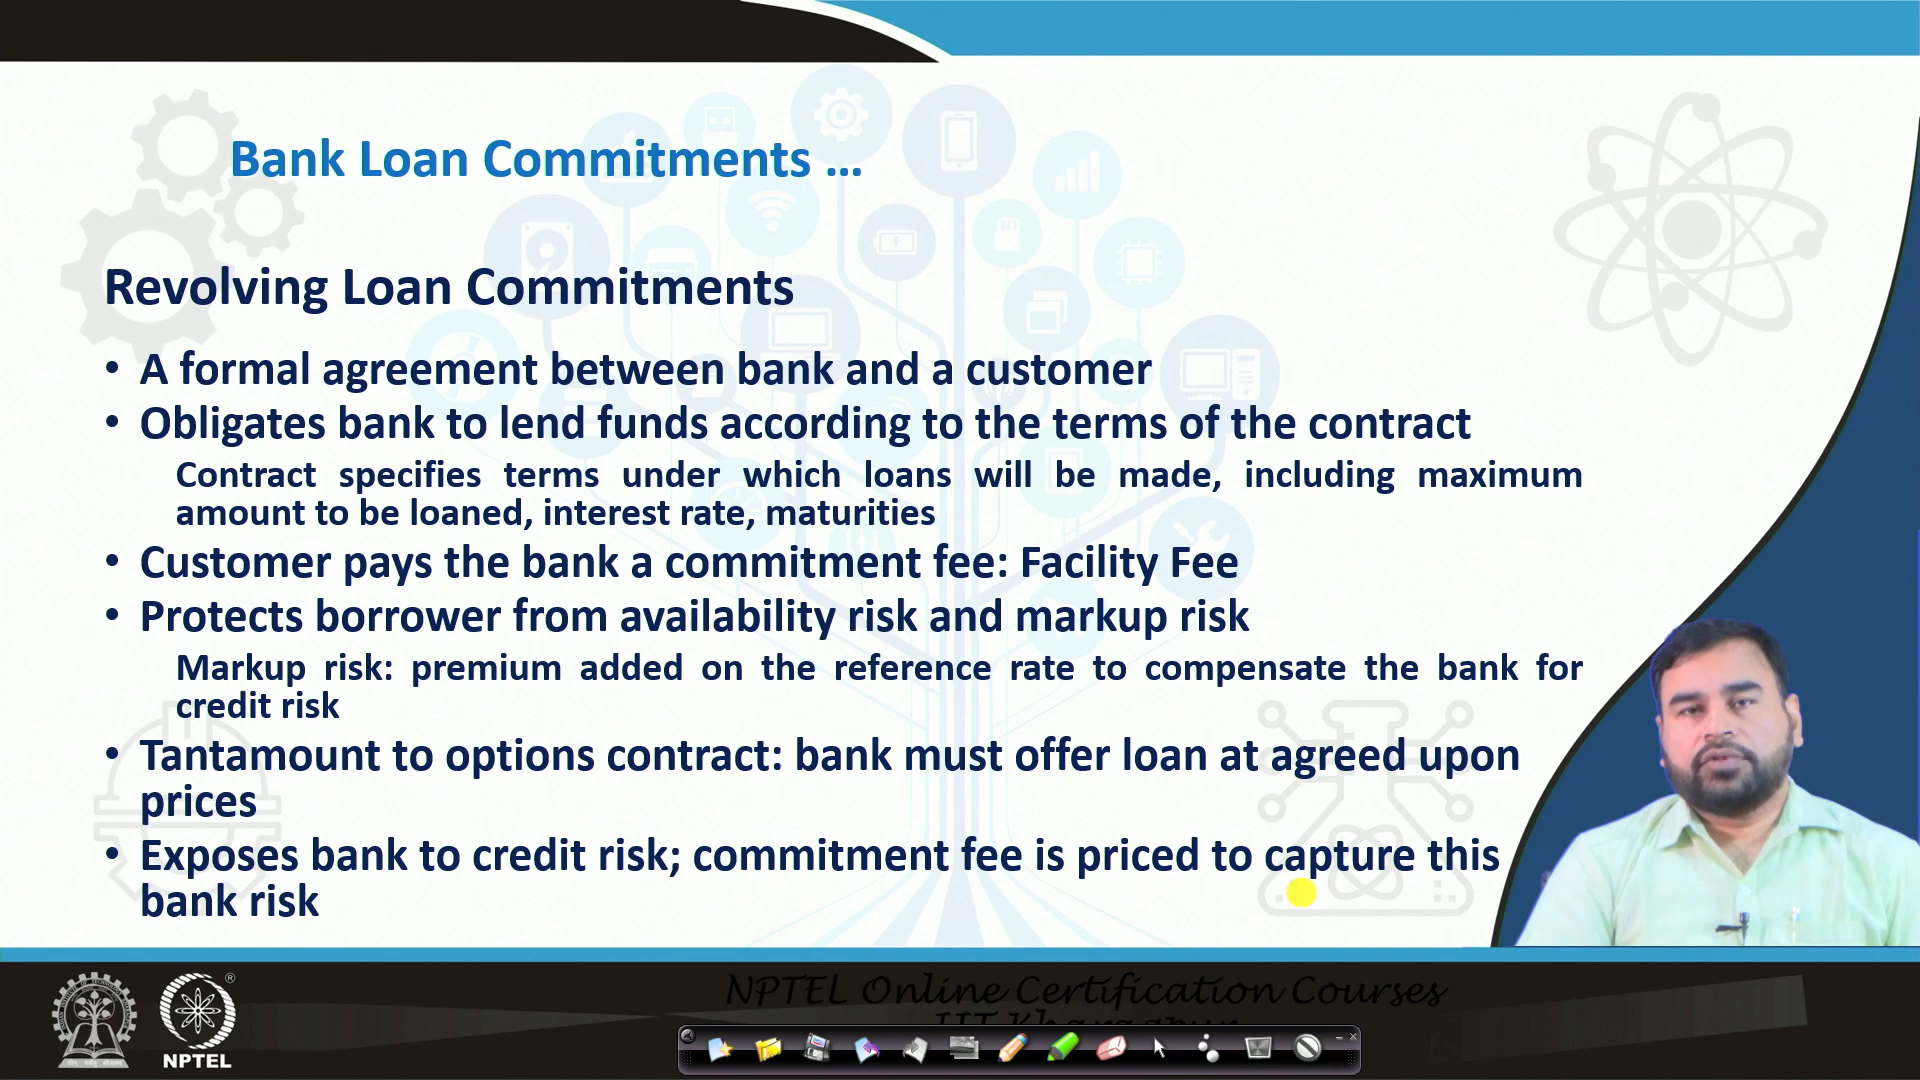 Bank Loan Commitments ...
Revolving Loan Commitments
• A formal agreement between bank and a customer
• Obligates bank to lend funds according to the terms of the contract
Contract specifies terms under which loans will be made, including maximum
amount to be loaned, interest rate, maturities
• Customer pays the bank a commitment fee: Facility Fee
• Protects borrower from availability risk and markup risk
Markup risk: premium added on the reference rate to compensate the bank for
credit risk
• Tantamount to options contract: bank must offer loan at agreed upon
prices
• Exposes bank to credit risk; commitment fee is priced to capture this
bank risk
NPTEL Online Certification Courses
IIT Kharagpur
®
NPTEL